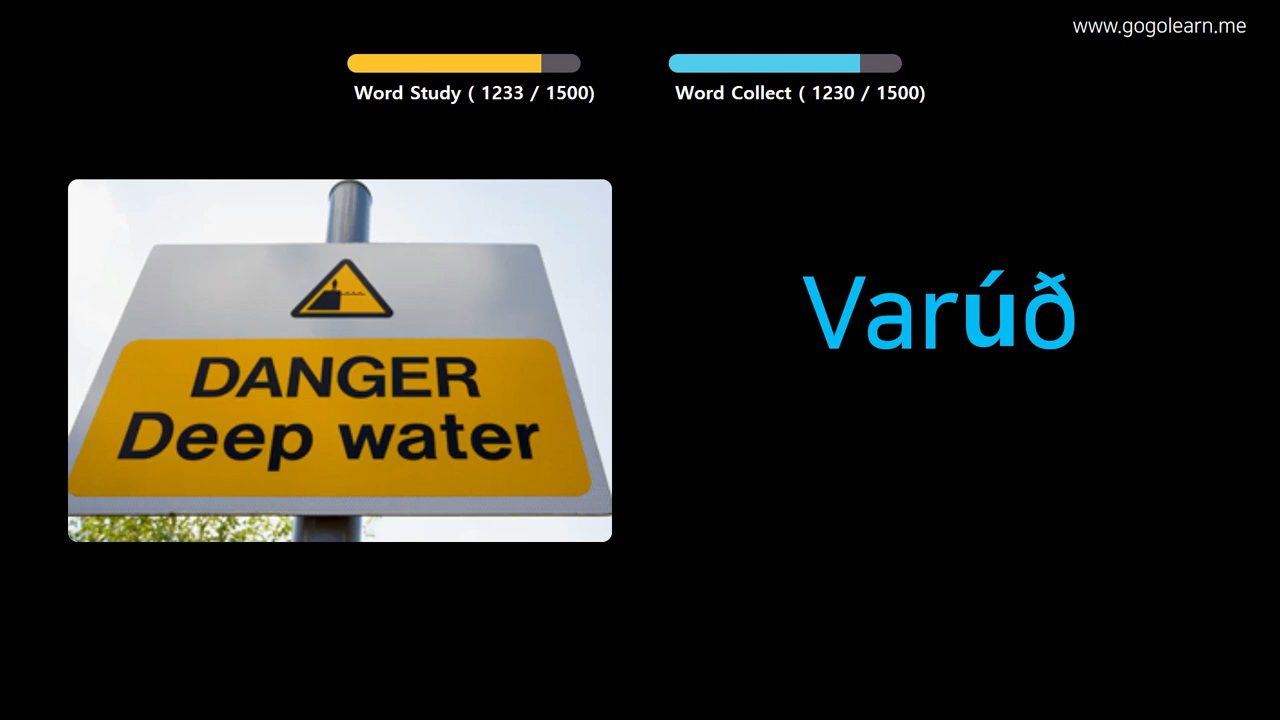 www.gogolearn.me
Word Study ( 1233 / 1500)
Word Collect ( 1230 / 1500)
DANGER
Deep water
Varúð